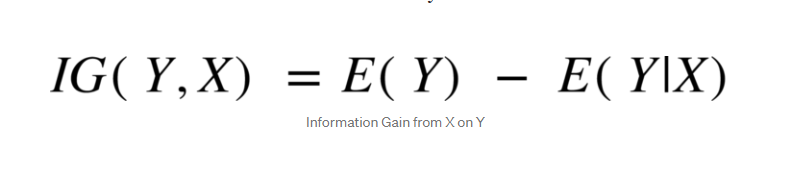 IG( Y, X) = E( Y) − E( Y|X)
Information Gain from X on Y